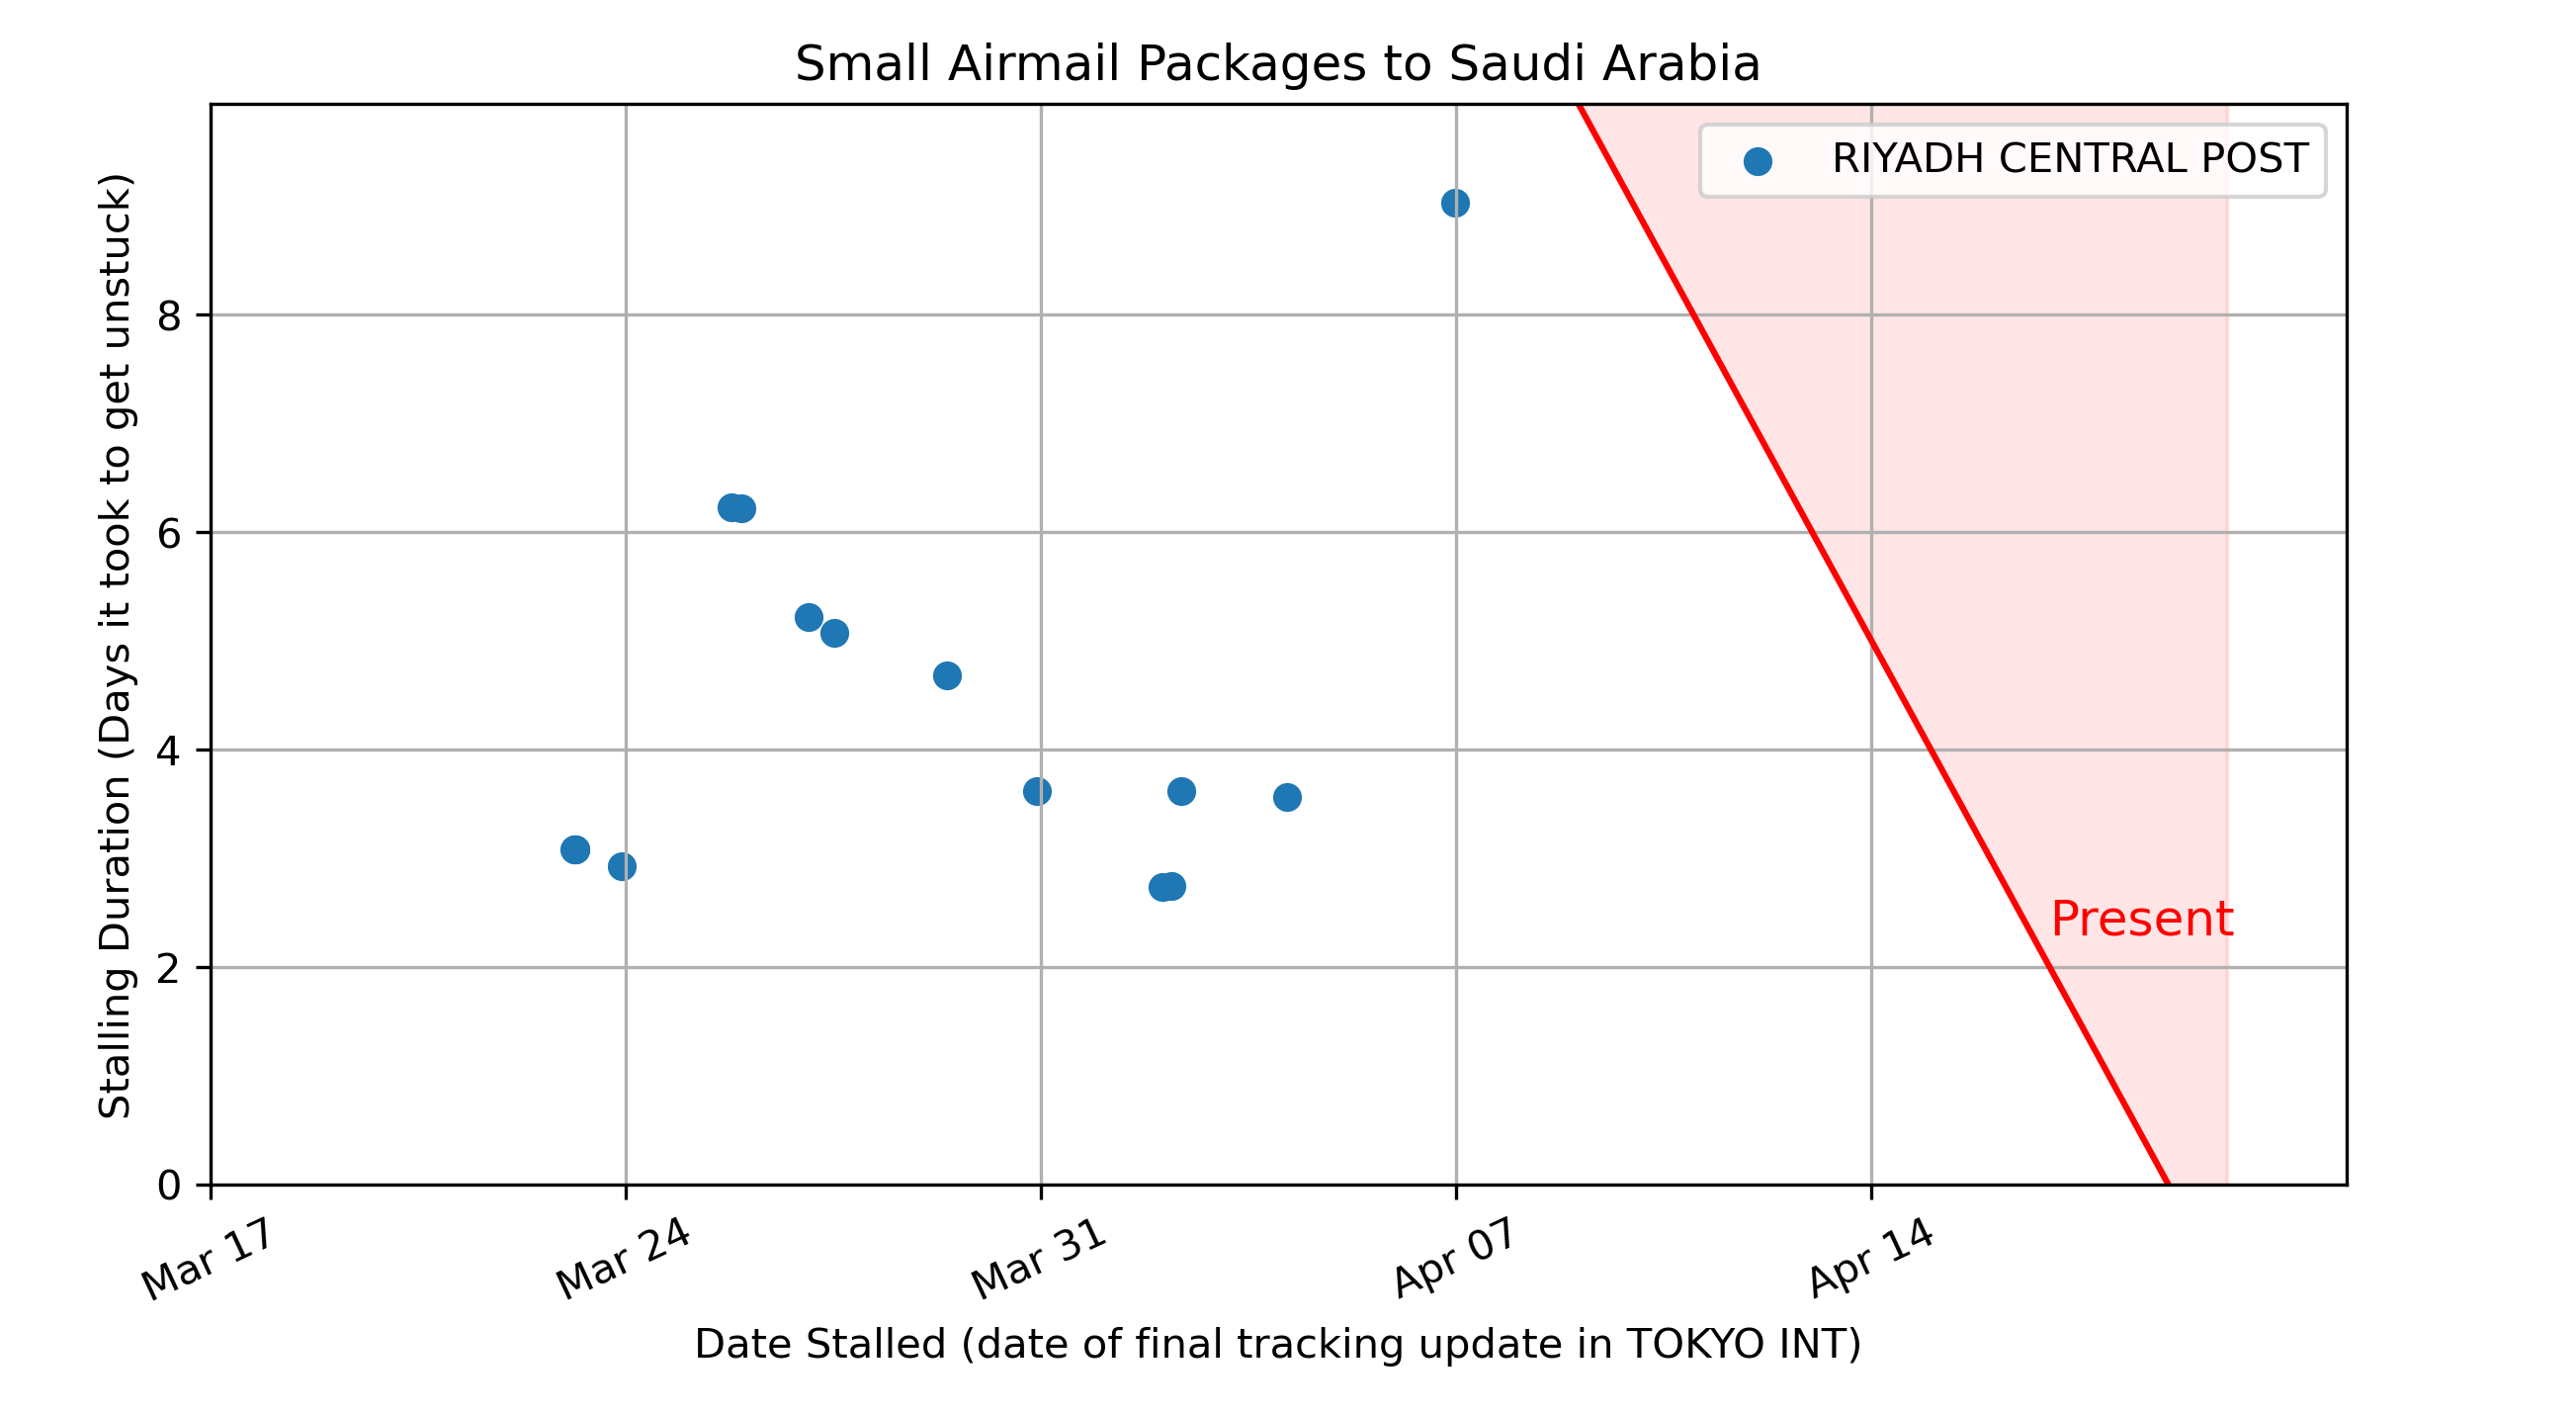 Small Airmail Packages to Saudi Arabia
RIYADH CENTRAL POST
Stalling Duration (Days it took to get unstuck)
8
6
4
2
0
Present
Mar 17
Mar 24
Mar 31
Apr 07
Apr 14
Date Stalled (date of final tracking update in TOKYO INT)